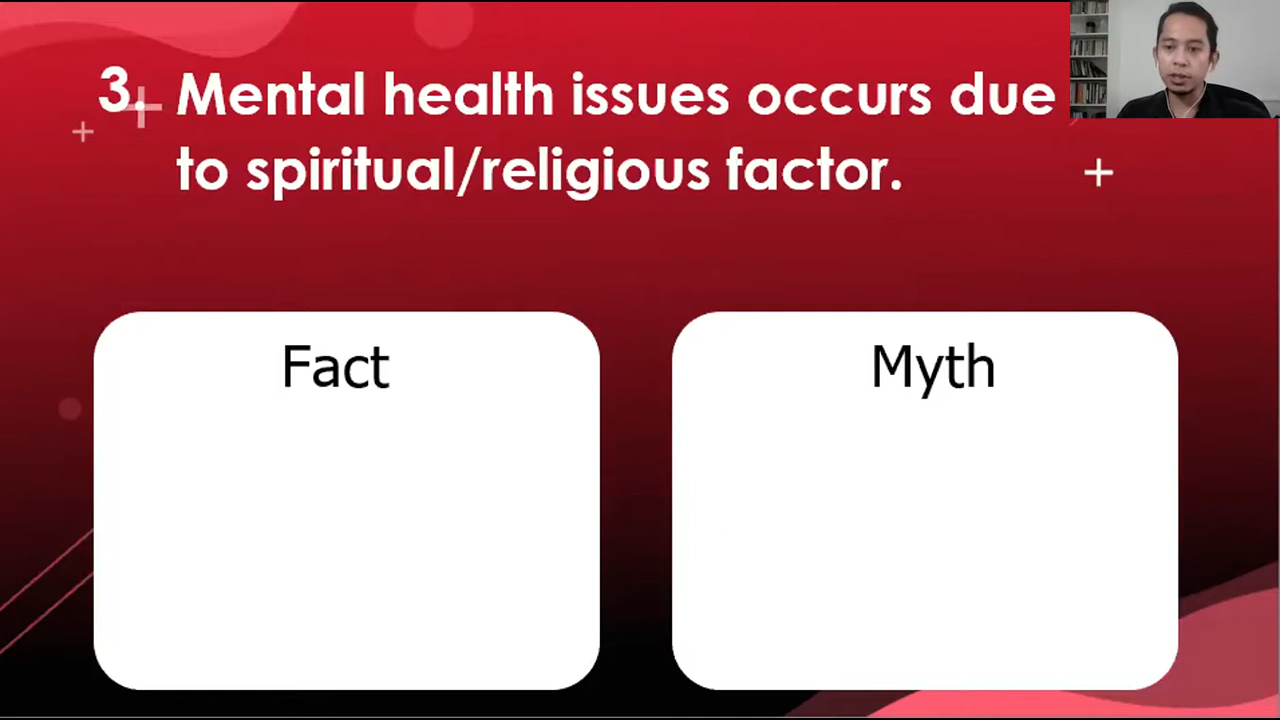 3. Mental health issues occurs due
to spiritual/religious factor.
Fact
Myth